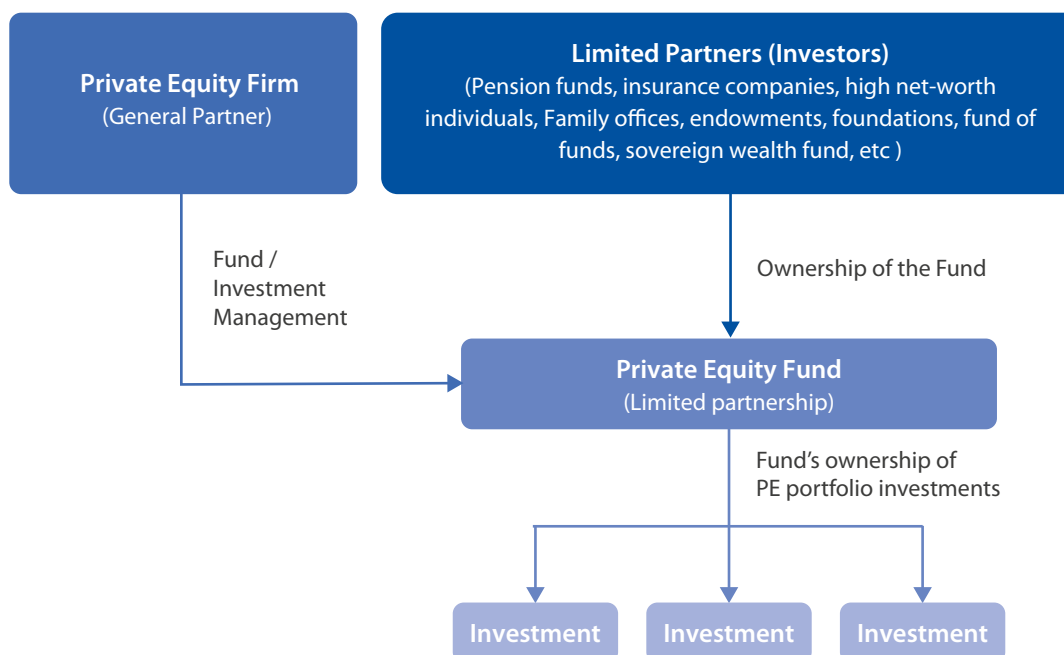 Private Equity Firm
(General Partner)
Limited Partners (Investors)
(Pension funds, insurance companies, high net-worth
individuals, Family offices, endowments, foundations, fund of
funds, sovereign wealth fund, etc )
Fund /
Investment
Management
Ownership of the Fund
Private Equity Fund
(Limited partnership)
Fund’s ownership of
PE portfolio investments
Investment
Investment
Investment